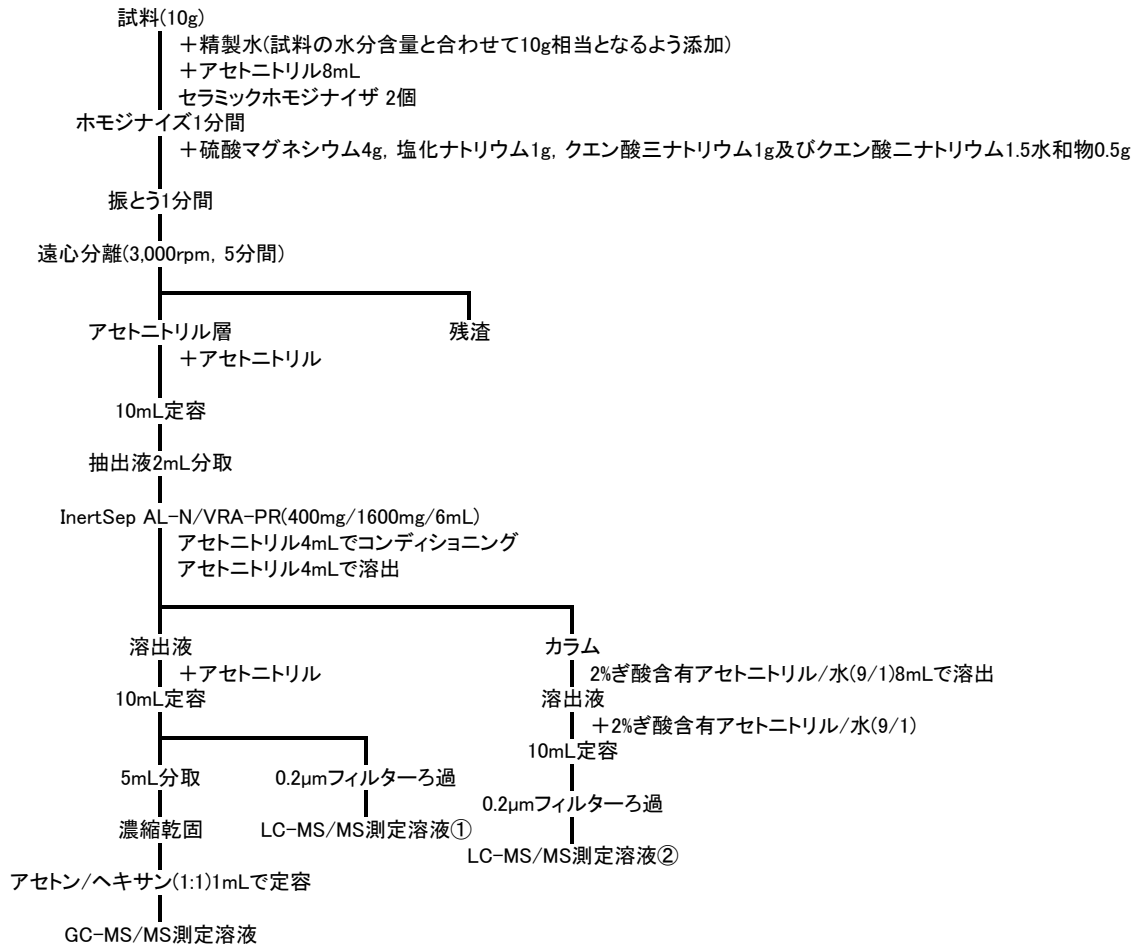 試料(10g)
＋精製水(試料の水分含量と合わせて10g相当となるよう添加)
＋アセトニトリル8mL
セラミックホモジナイザ 2個
ホモジナイズ1分間
＋硫酸マグネシウム4g, 塩化ナトリウム1g, クエン酸三ナトリウム1g及びクエン酸二ナトリウム1.5水和物0.5g
振とう1分間
遠心分離(3,000rpm, 5分間)
アセトニトリル層
残渣
＋アセトニトリル
10mL定容
抽出液2mL分取
InertSep AL-N/VRA-PR(400mg/1600mg/6mL)
アセトニトリル4mLでコンディショニング
アセトニトリル4mLで溶出
溶出液
＋アセトニトリル
10mL定容
5mL分取
濃縮乾固
アセトン/ヘキサン(1:1)1mLで定容
GC-MS/MS測定溶液
0.2μmフィルターろ過
LC-MS/MS測定溶液①
カラム
2%ぎ酸含有アセトニトリル/水(9/1)8mLで溶出
溶出液
＋2%ぎ酸含有アセトニトリル/水(9/1)
10mL定容
0.2μmフィルターろ過
LC-MS/MS測定溶液②